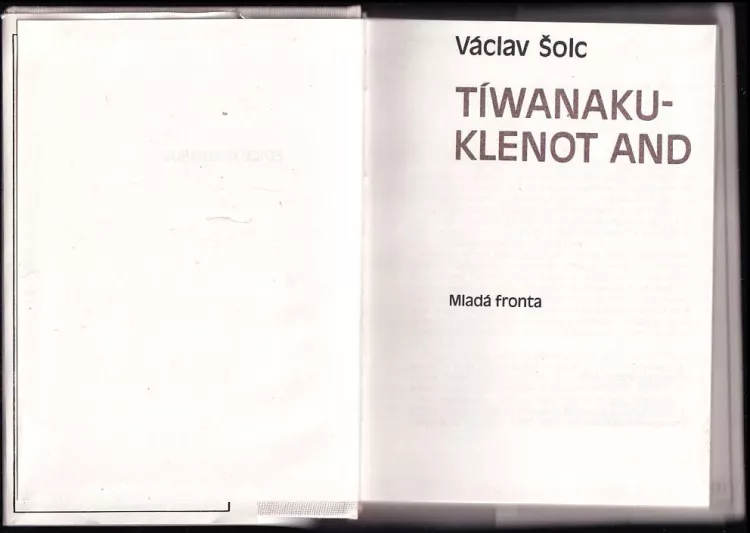 Václav Šolc
TÍWANAKU-
KLENOT AND
Mladá fronta